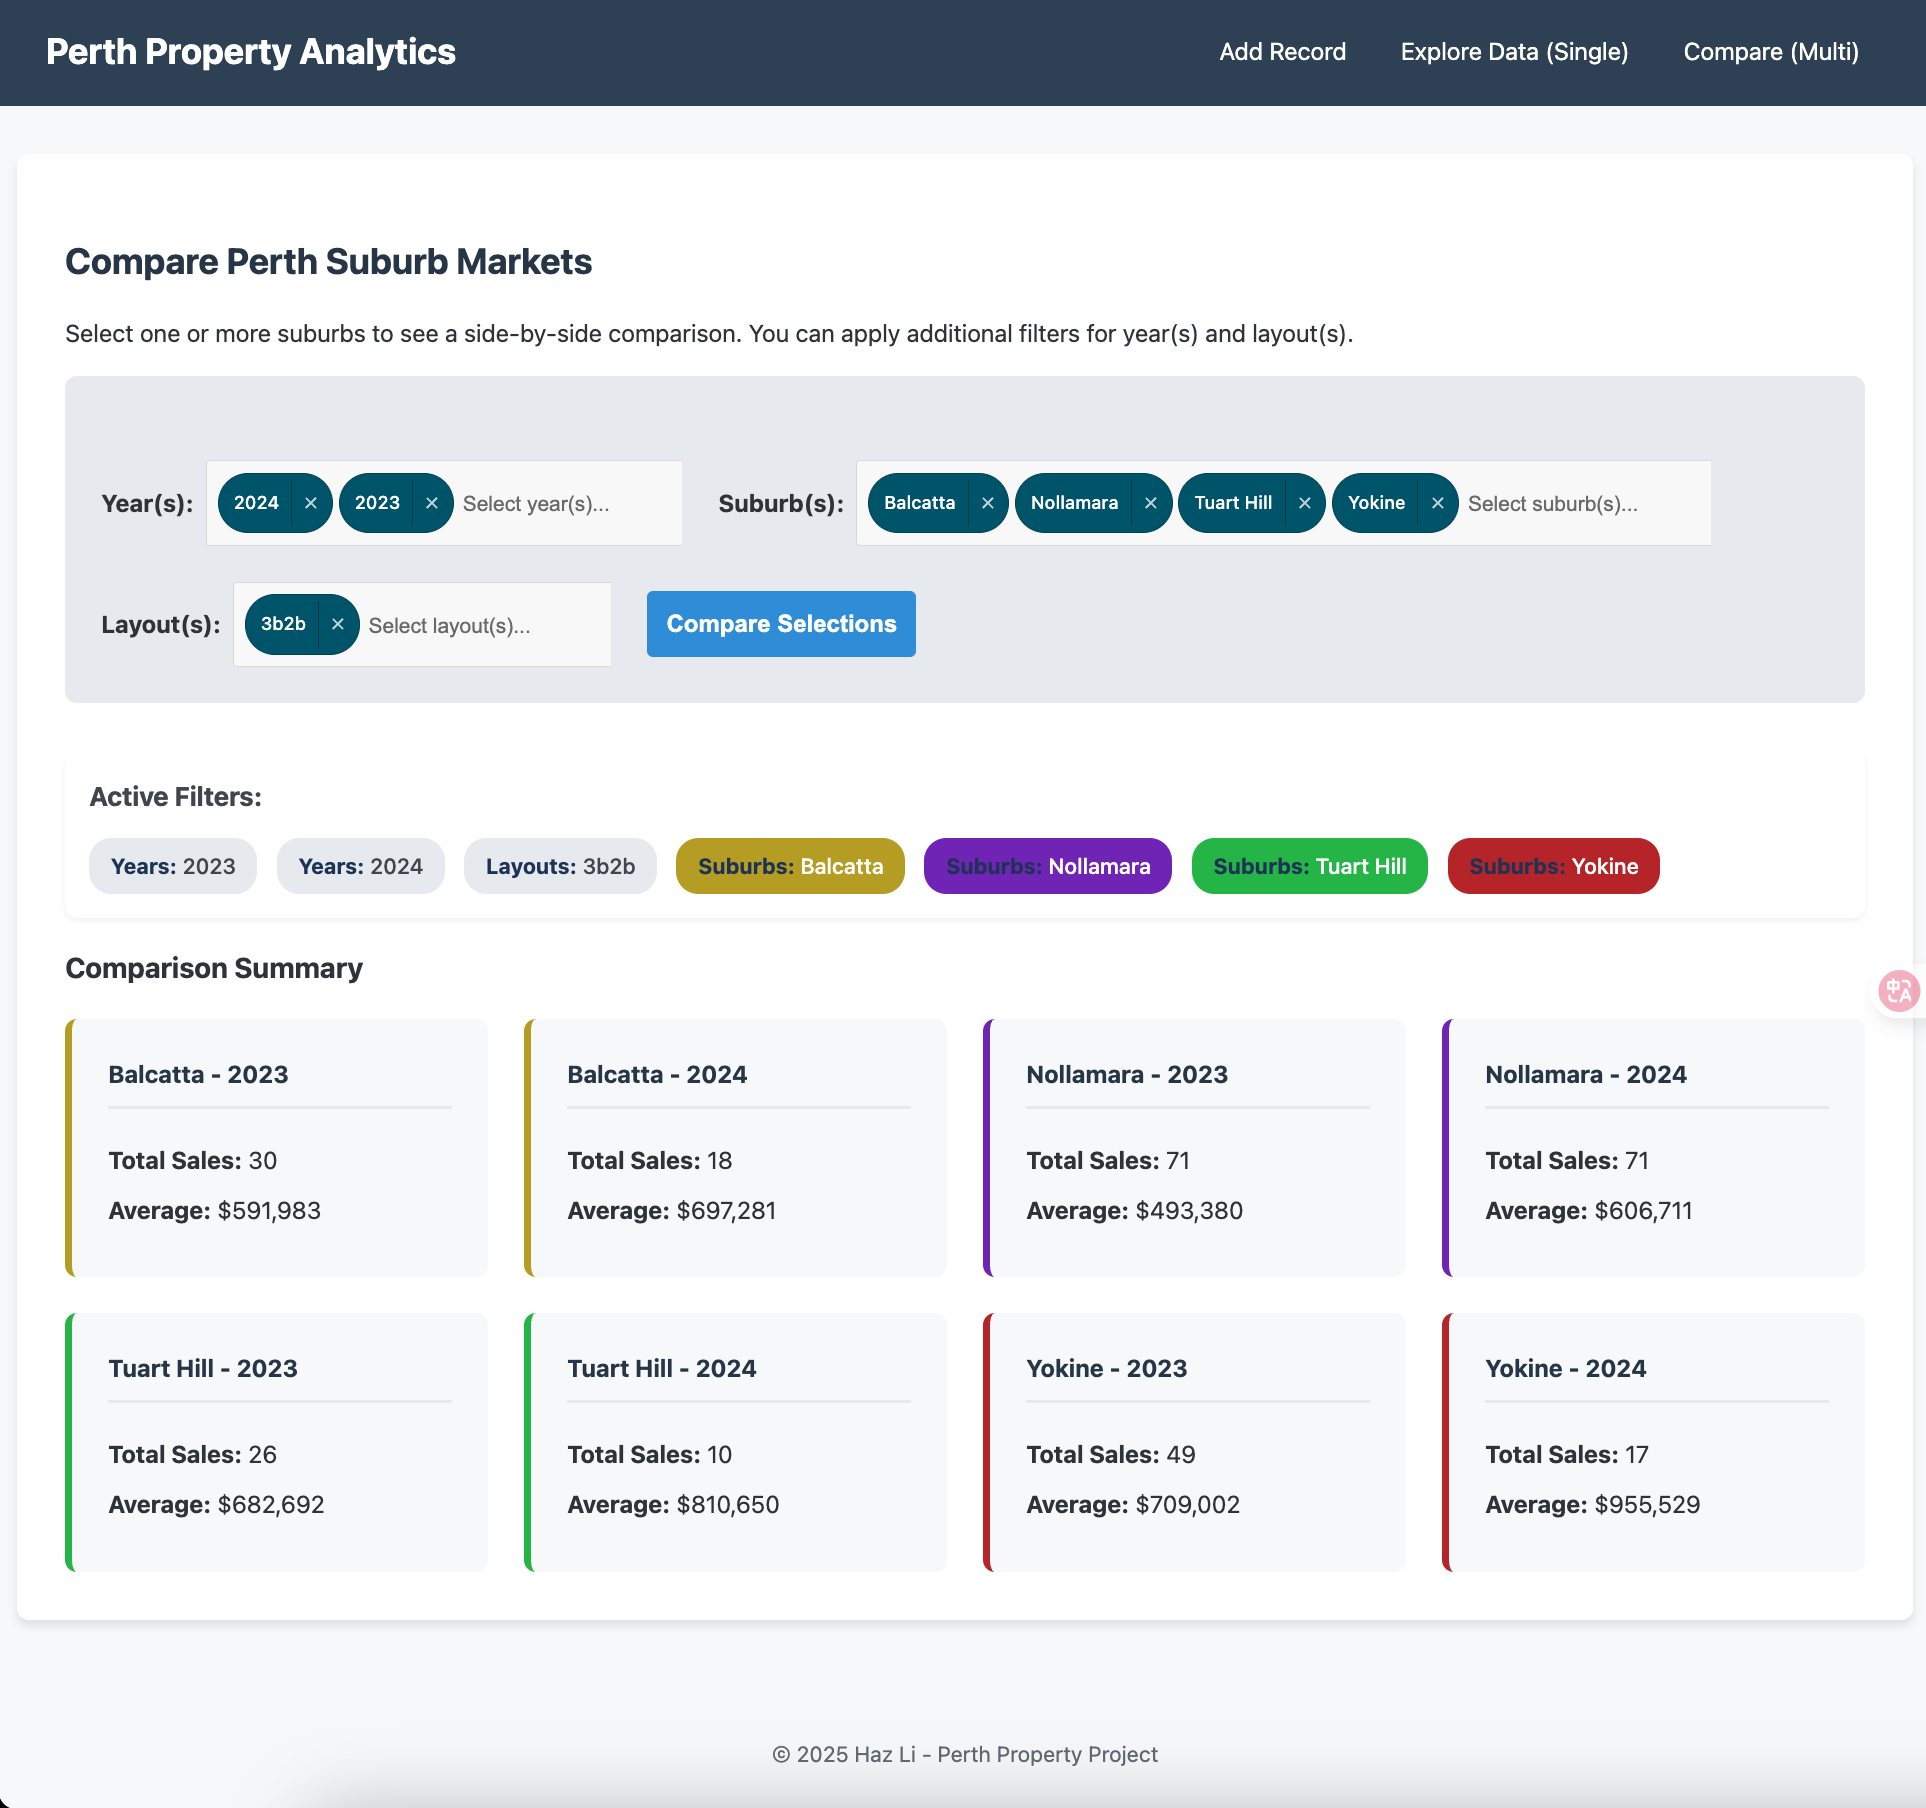 Perth Property Analytics
Add Record
Explore Data (Single)
Compare (Multi)
Compare Perth Suburb Markets
Select one or more suburbs to see a side-by-side comparison. You can apply additional filters for year(s) and layout(s).
Year(s): 2024 × 2023 × Select year(s)...
Suburb(s): Balcatta × Nollamara × Tuart Hill × Yokine × Select suburb(s)...
Layout(s): 3b2b × Select layout(s)...
Compare Selections
Active Filters:
Years: 2023
Years: 2024
Layouts: 3b2b
Suburbs: Balcatta
Suburbs: Nollamara
Suburbs: Tuart Hill
Suburbs: Yokine
Comparison Summary
Balcatta - 2023
Total Sales: 30
Average: $591,983
Balcatta - 2024
Total Sales: 18
Average: $697,281
Nollamara - 2023
Total Sales: 71
Average: $493,380
Nollamara - 2024
Total Sales: 71
Average: $606,711
Tuart Hill - 2023
Total Sales: 26
Average: $682,692
Tuart Hill - 2024
Total Sales: 10
Average: $810,650
Yokine - 2023
Total Sales: 49
Average: $709,002
Yokine - 2024
Total Sales: 17
Average: $955,529
中A
© 2025 Haz Li - Perth Property Project